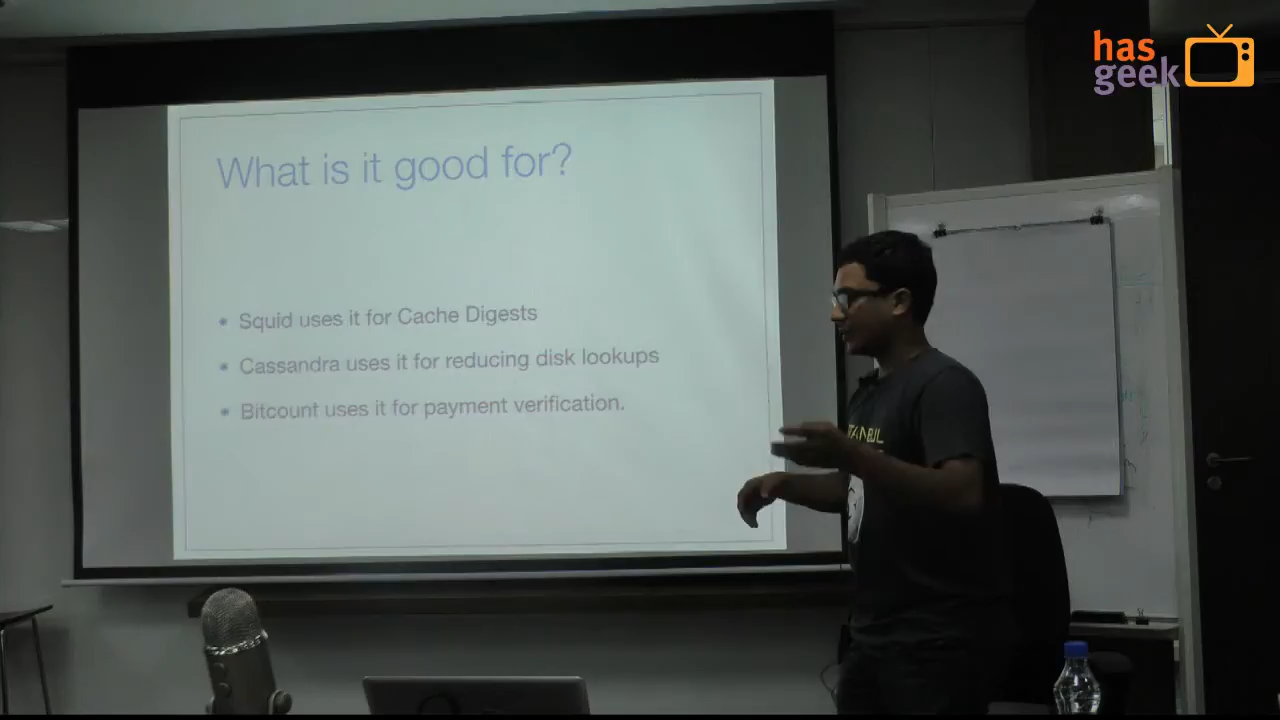 has
geek
What is it good for?
• Squid uses it for Cache Digests
• Cassandra uses it for reducing disk lookups
• Bitcount uses it for payment verification.